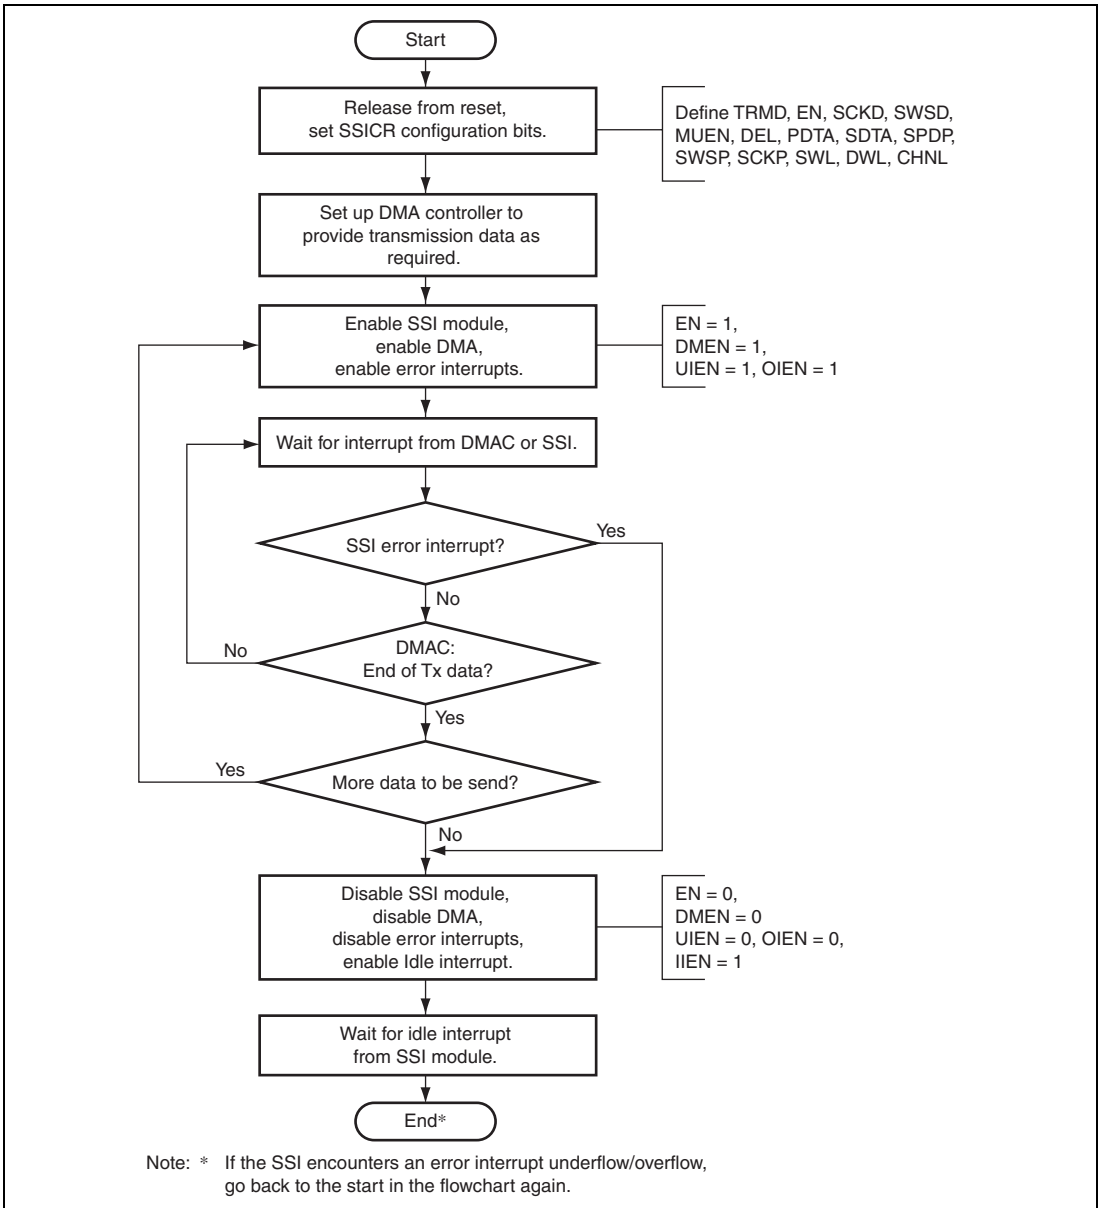 Start
Release from reset,
set SSICR configuration bits.
Define TRMD, EN, SCKD, SWSD,
MUEN, DEL, PDTA, SDTA, SPDP,
SWSP, SCKP, SWL, DWL, CHNL
Set up DMA controller to
provide transmission data as
required.
Enable SSI module,
enable DMA,
enable error interrupts.
EN = 1,
DMEN = 1,
UIEN = 1, OIEN = 1
Wait for interrupt from DMAC or SSI.
SSI error interrupt?
Yes
No
DMAC:
End of Tx data?
No
Yes
More data to be send?
Yes
No
Disable SSI module,
disable DMA,
disable error interrupts,
enable Idle interrupt.
EN = 0,
DMEN = 0
UIEN = 0, OIEN = 0,
IIEN = 1
Wait for idle interrupt
from SSI module.
End*
Note: * If the SSI encounters an error interrupt underflow/overflow,
go back to the start in the flowchart again.